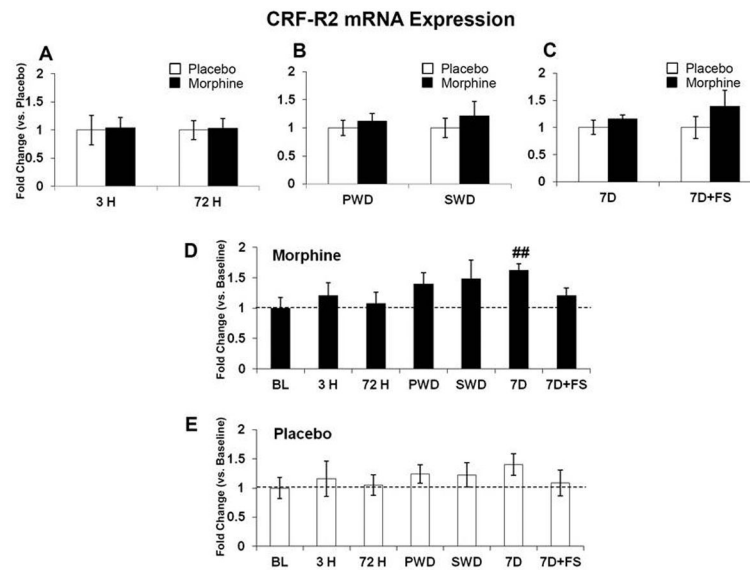 CRF-R2 mRNA Expression
A
Fold Change (vs. Placebo)
2
1.5
1
0.5
0
Placebo
Morphine
3 H 72 H
B
2
1.5
1
0.5
0
Placebo
Morphine
PWD SWD
C
2
1.5
1
0.5
0
Placebo
Morphine
7D 7D+FS
D
Fold Change (vs. Baseline)
2
1.5
1
0.5
0
Morphine
##
BL 3 H 72 H PWD SWD 7D 7D+FS
E
Fold Change (vs. Baseline)
2
1.5
1
0.5
0
Placebo
BL 3 H 72 H PWD SWD 7D 7D+FS